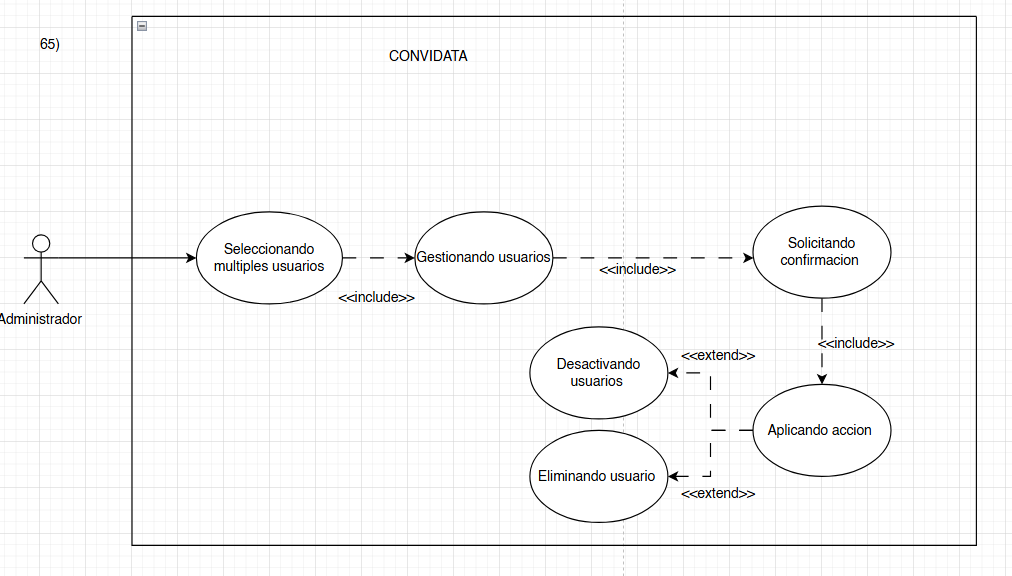 65)
CONVIDATA
Seleccionando
multiples usuarios
Gestionando usuarios
Solicitando
confirmacion
<<include>>
<<include>>
Administrador
<<include>>
Desactivando
usuarios
<<extend>>
Aplicando accion
Eliminando usuario
<<extend>>